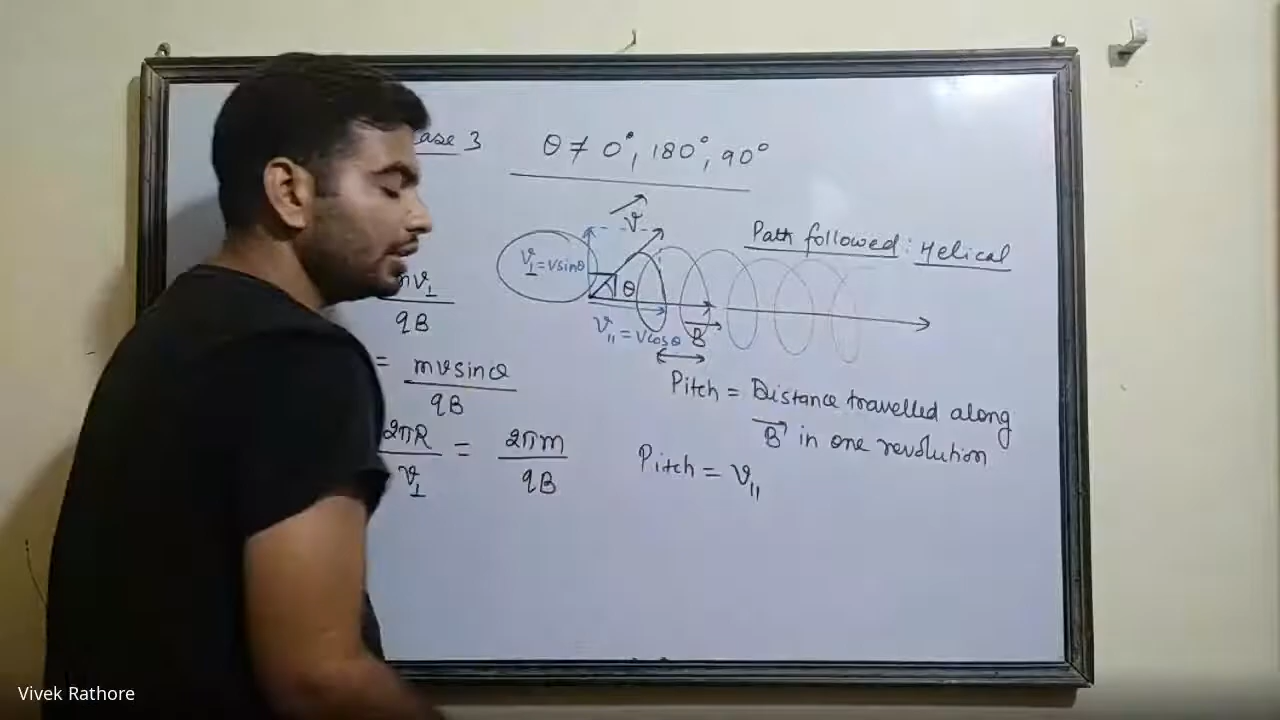 ase 3
θ ≠ 0°, 180°, 90°
v
Path followed : Helical
v⊥ = vsinθ
θ
v|| = vcosθ
B
mv⊥
qB
= mvsinθ
qB
Pitch = Distance travelled along
B⃗ in one revolution
2πR = 2πm
v⊥ qB
Pitch = v||
Vivek Rathore